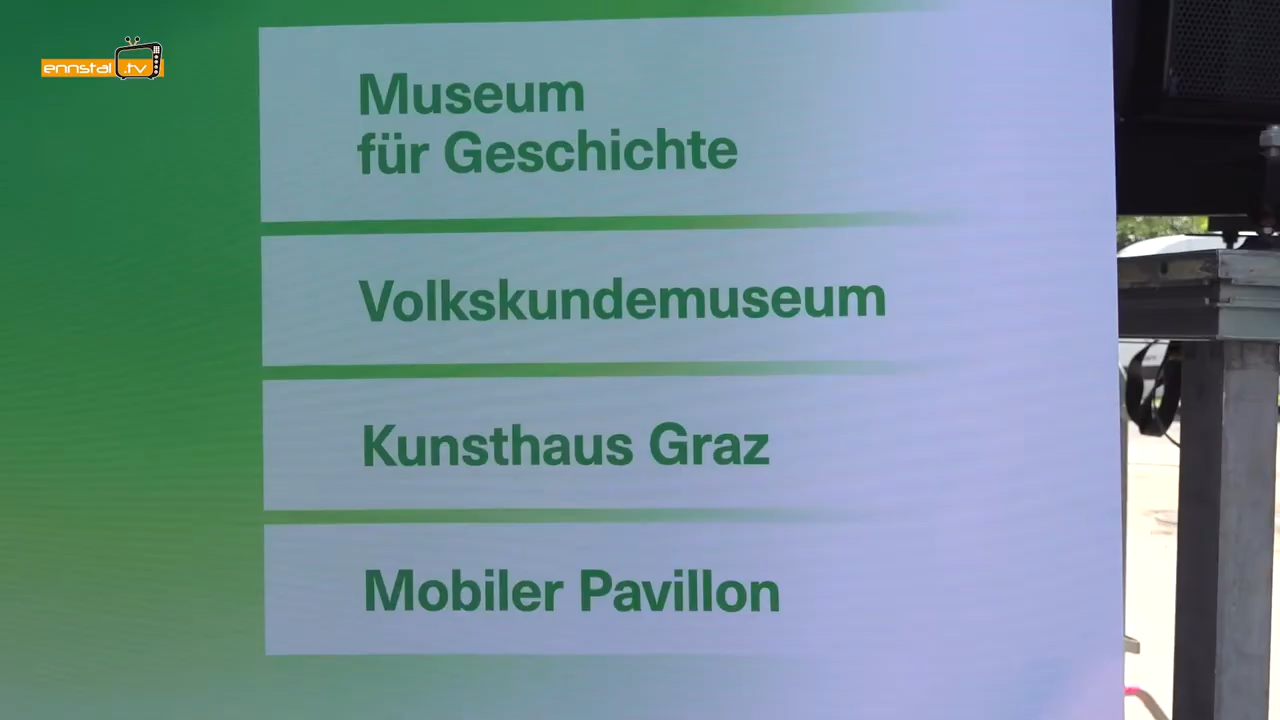 ennstal.tv
Museum
für Geschichte
Volkskundemuseum
Kunsthaus Graz
Mobiler Pavillon